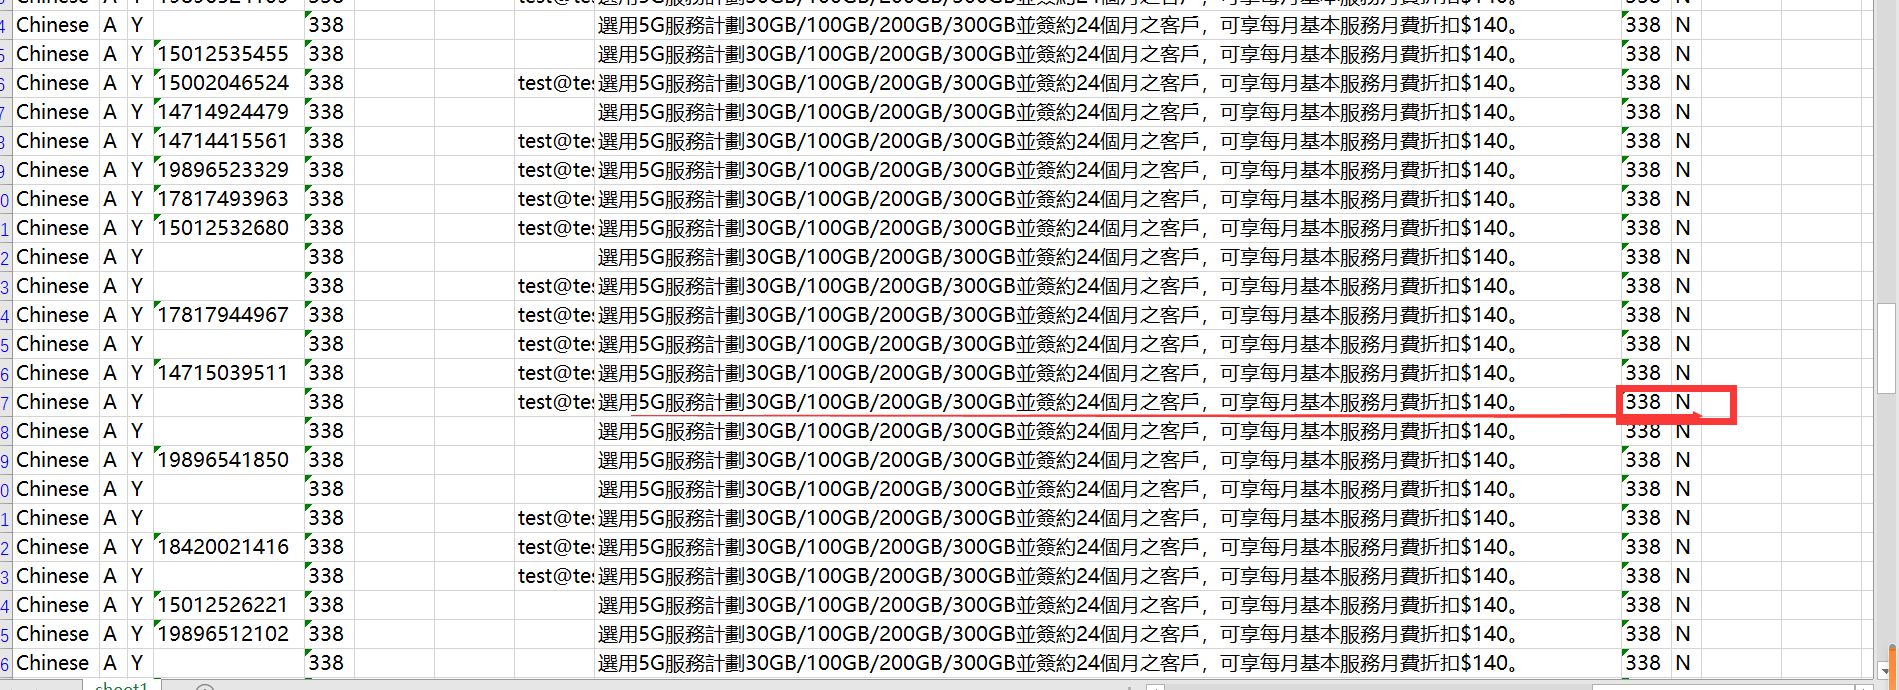 4 Chinese A Y 338 選用5G服務計劃30GB/100GB/200GB/300GB並簽約24個月之客戶，可享每月基本服務月費折扣$140。 338 N
5 Chinese A Y 15012535455 338 選用5G服務計劃30GB/100GB/200GB/300GB並簽約24個月之客戶，可享每月基本服務月費折扣$140。 338 N
6 Chinese A Y 15002046524 338 test@tes 選用5G服務計劃30GB/100GB/200GB/300GB並簽約24個月之客戶，可享每月基本服務月費折扣$140。 338 N
7 Chinese A Y 14714924479 338 選用5G服務計劃30GB/100GB/200GB/300GB並簽約24個月之客戶，可享每月基本服務月費折扣$140。 338 N
8 Chinese A Y 14714415561 338 test@tes 選用5G服務計劃30GB/100GB/200GB/300GB並簽約24個月之客戶，可享每月基本服務月費折扣$140。 338 N
9 Chinese A Y 19896523329 338 test@tes 選用5G服務計劃30GB/100GB/200GB/300GB並簽約24個月之客戶，可享每月基本服務月費折扣$140。 338 N
0 Chinese A Y 17817493963 338 test@tes 選用5G服務計劃30GB/100GB/200GB/300GB並簽約24個月之客戶，可享每月基本服務月費折扣$140。 338 N
1 Chinese A Y 15012532680 338 test@tes 選用5G服務計劃30GB/100GB/200GB/300GB並簽約24個月之客戶，可享每月基本服務月費折扣$140。 338 N
2 Chinese A Y 338 選用5G服務計劃30GB/100GB/200GB/300GB並簽約24個月之客戶，可享每月基本服務月費折扣$140。 338 N
3 Chinese A Y 338 test@tes 選用5G服務計劃30GB/100GB/200GB/300GB並簽約24個月之客戶，可享每月基本服務月費折扣$140。 338 N
4 Chinese A Y 17817944967 338 test@tes 選用5G服務計劃30GB/100GB/200GB/300GB並簽約24個月之客戶，可享每月基本服務月費折扣$140。 338 N
5 Chinese A Y 338 test@tes 選用5G服務計劃30GB/100GB/200GB/300GB並簽約24個月之客戶，可享每月基本服務月費折扣$140。 338 N
6 Chinese A Y 14715039511 338 test@tes 選用5G服務計劃30GB/100GB/200GB/300GB並簽約24個月之客戶，可享每月基本服務月費折扣$140。 338 N
7 Chinese A Y 338 test@tes 選用5G服務計劃30GB/100GB/200GB/300GB並簽約24個月之客戶，可享每月基本服務月費折扣$140。 338 N
8 Chinese A Y 338 選用5G服務計劃30GB/100GB/200GB/300GB並簽約24個月之客戶，可享每月基本服務月費折扣$140。 338 N
9 Chinese A Y 19896541850 338 選用5G服務計劃30GB/100GB/200GB/300GB並簽約24個月之客戶，可享每月基本服務月費折扣$140。 338 N
0 Chinese A Y 338 選用5G服務計劃30GB/100GB/200GB/300GB並簽約24個月之客戶，可享每月基本服務月費折扣$140。 338 N
1 Chinese A Y 338 test@tes 選用5G服務計劃30GB/100GB/200GB/300GB並簽約24個月之客戶，可享每月基本服務月費折扣$140。 338 N
2 Chinese A Y 18420021416 338 test@tes 選用5G服務計劃30GB/100GB/200GB/300GB並簽約24個月之客戶，可享每月基本服務月費折扣$140。 338 N
3 Chinese A Y 338 test@tes 選用5G服務計劃30GB/100GB/200GB/300GB並簽約24個月之客戶，可享每月基本服務月費折扣$140。 338 N
4 Chinese A Y 15012526221 338 選用5G服務計劃30GB/100GB/200GB/300GB並簽約24個月之客戶，可享每月基本服務月費折扣$140。 338 N
5 Chinese A Y 19896512102 338 選用5G服務計劃30GB/100GB/200GB/300GB並簽約24個月之客戶，可享每月基本服務月費折扣$140。 338 N
6 Chinese A Y 338 選用5G服務計劃30GB/100GB/200GB/300GB並簽約24個月之客戶，可享每月基本服務月費折扣$140。 338 N
sheet1